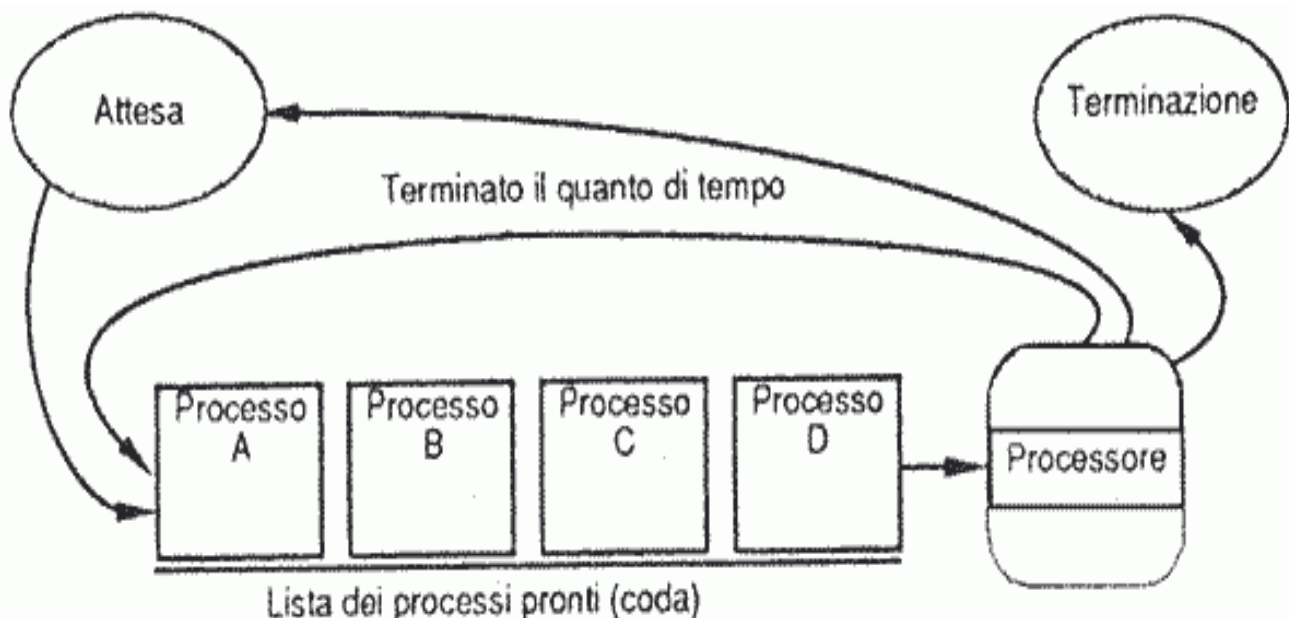 Attesa
Terminazione
Terminato il quanto di tempo
Processo
A
Processo
B
Processo
C
Processo
D
Processore
Lista dei processi pronti (coda)